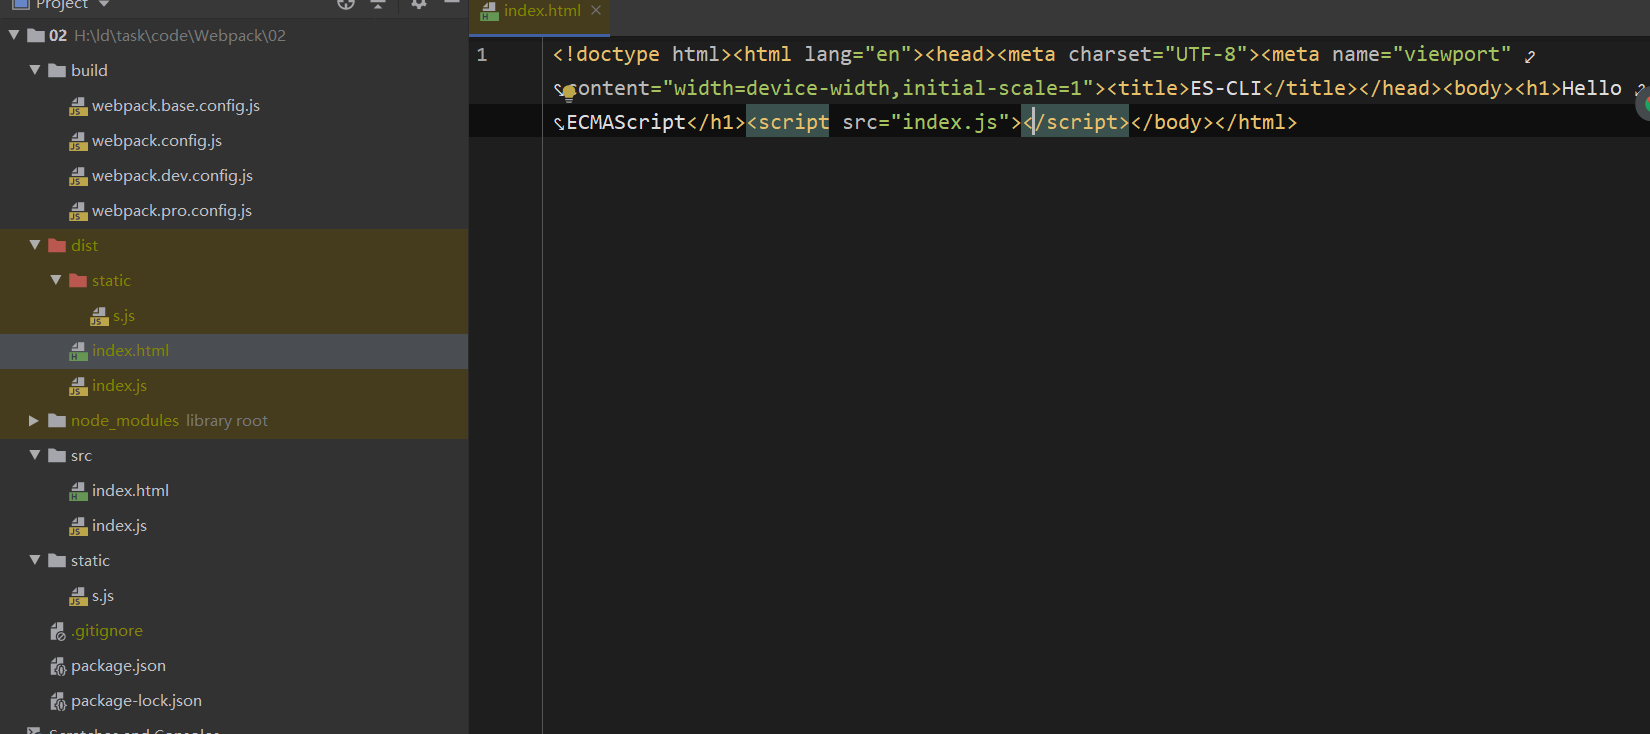 Project
02 H:\ld\task\code\Webpack\02
build
webpack.base.config.js
webpack.config.js
webpack.dev.config.js
webpack.pro.config.js
dist
static
s.js
index.html
index.js
node_modules library root
src
index.html
index.js
static
s.js
.gitignore
package.json
package-lock.json
Scratches and Consoles
index.html
1
<!doctype html><html lang="en"><head><meta charset="UTF-8"><meta name="viewport"
content="width=device-width,initial-scale=1"><title>ES-CLI</title></head><body><h1>Hello
ECMAScript</h1><script src="index.js"></script></body></html>